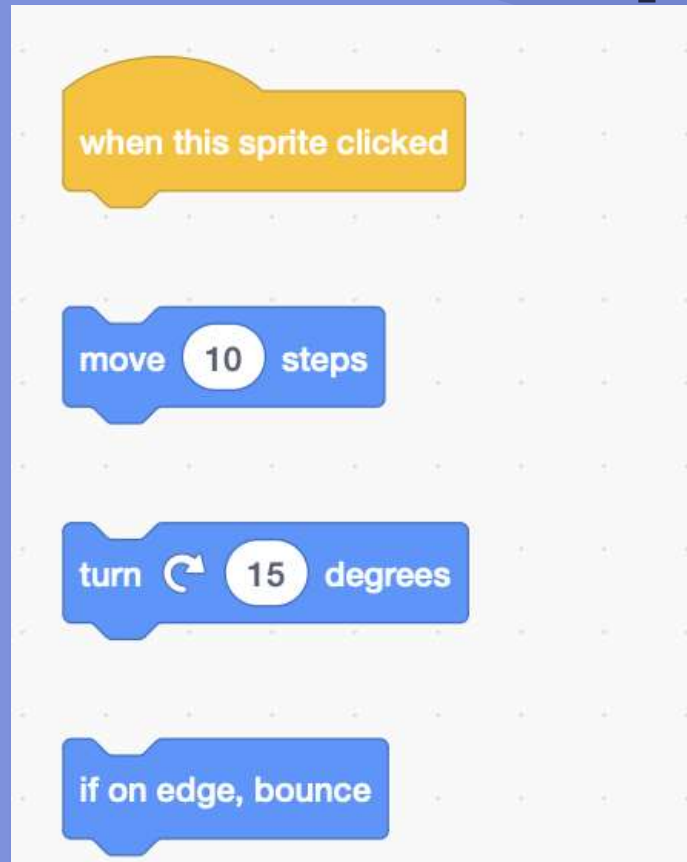 when this sprite clicked
move 10 steps
turn 15 degrees
if on edge, bounce